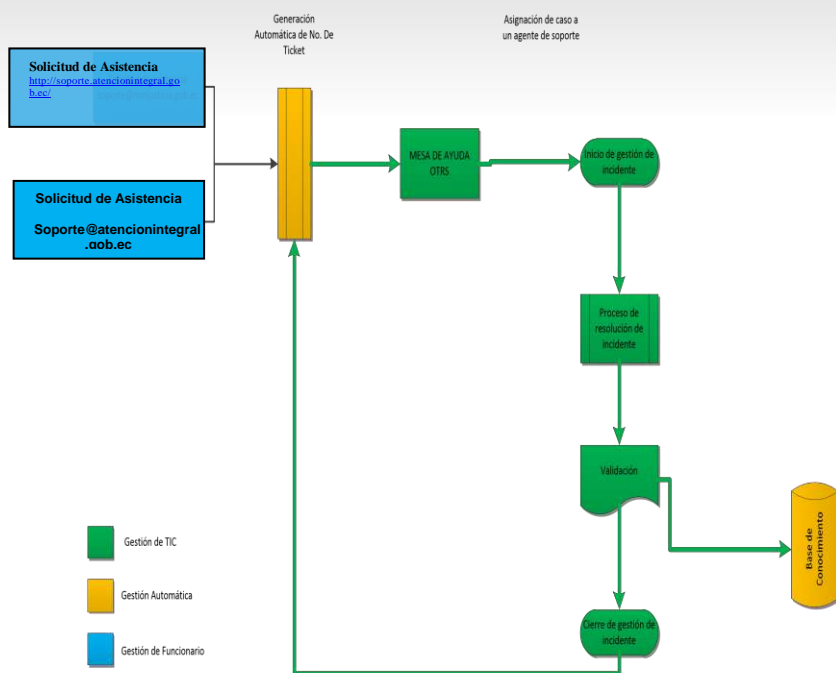 Generación
Automática de No. De
Ticket
Asignación de caso a
un agente de soporte
Solicitud de Asistencia
http://soporte.atencionintegral.go
b.ec/
Solicitud de Asistencia
Soporte@atencionintegral
.gob.ec
MESA DE AYUDA
OTRS
Inicio de gestión de
incidente
Proceso de
resolución de
incidente
Validación
Base de
Conocimiento
Cierre de gestión de
incidente
Gestión de TIC
Gestión Automática
Gestión de Funcionario